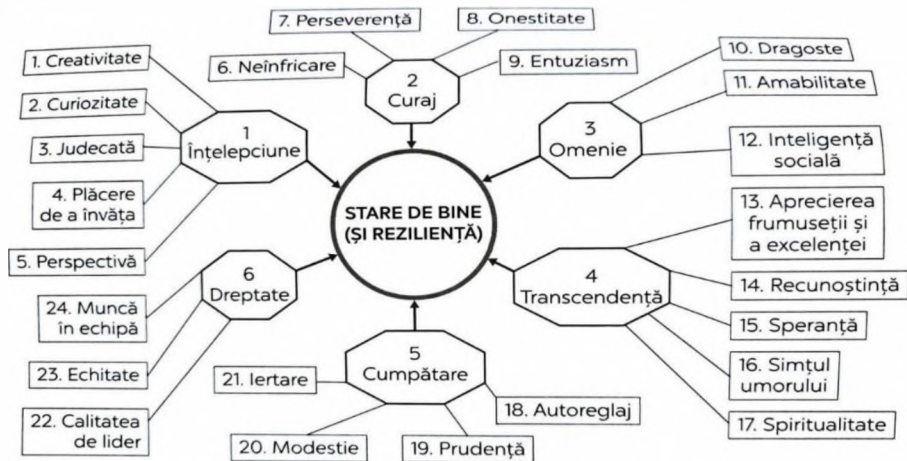 7. Perseverență
8. Onestitate
6. Neînfricare
9. Entuziasm
2
Curaj
1. Creativitate
2. Curiozitate
3. Judecată
4. Plăcere
de a învăța
5. Perspectivă
1
Înțelepciune
10. Dragoste
11. Amabilitate
12. Inteligență
socială
3
Omenie
STARE DE BINE
(ȘI REZILIENȚĂ)
13. Aprecierea
frumuseții și
a excelenței
14. Recunoștință
15. Speranță
16. Simțul
umorului
17. Spiritualitate
4
Transcendență
6
Dreptate
24. Muncă
în echipă
23. Echitate
22. Calitatea
de lider
5
Cumpătare
21. Iertare
20. Modestie
19. Prudență
18. Autoreglaj